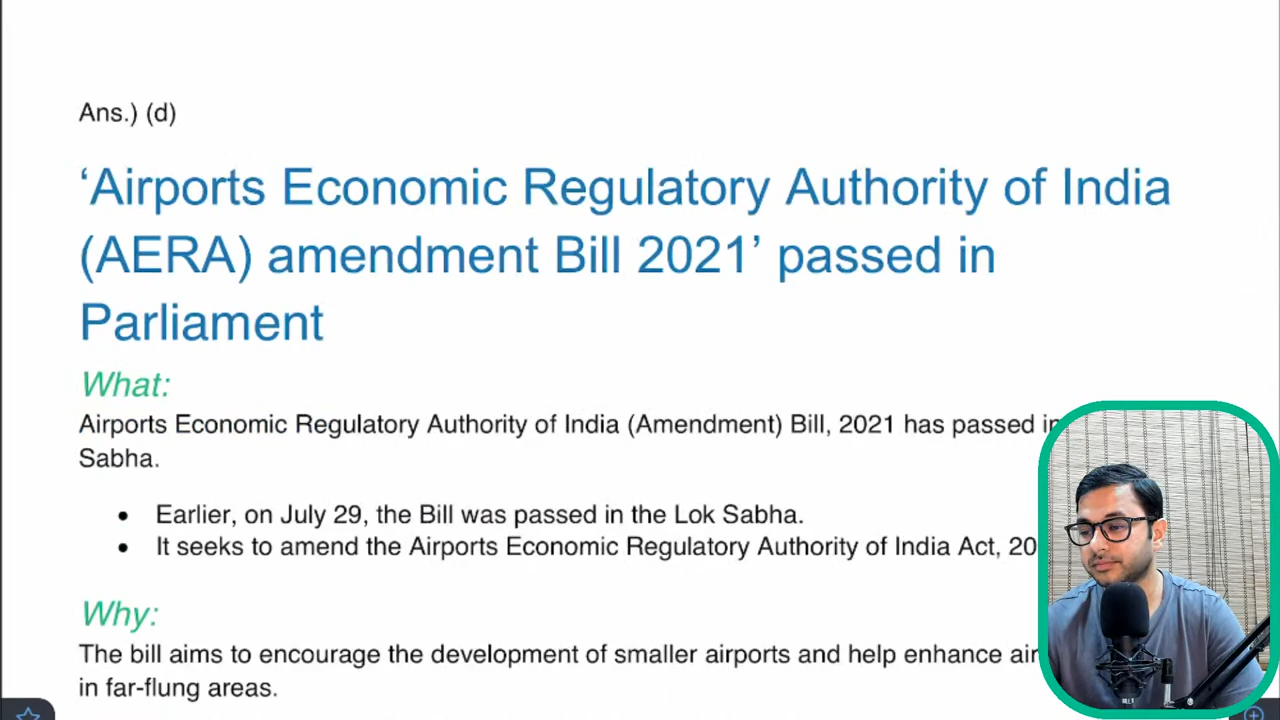 Ans.) (d)
‘Airports Economic Regulatory Authority of India
(AERA) amendment Bill 2021’ passed in
Parliament
What:
Airports Economic Regulatory Authority of India (Amendment) Bill, 2021 has passed in
Sabha.
• Earlier, on July 29, the Bill was passed in the Lok Sabha.
• It seeks to amend the Airports Economic Regulatory Authority of India Act, 20
Why:
The bill aims to encourage the development of smaller airports and help enhance air
in far-flung areas.